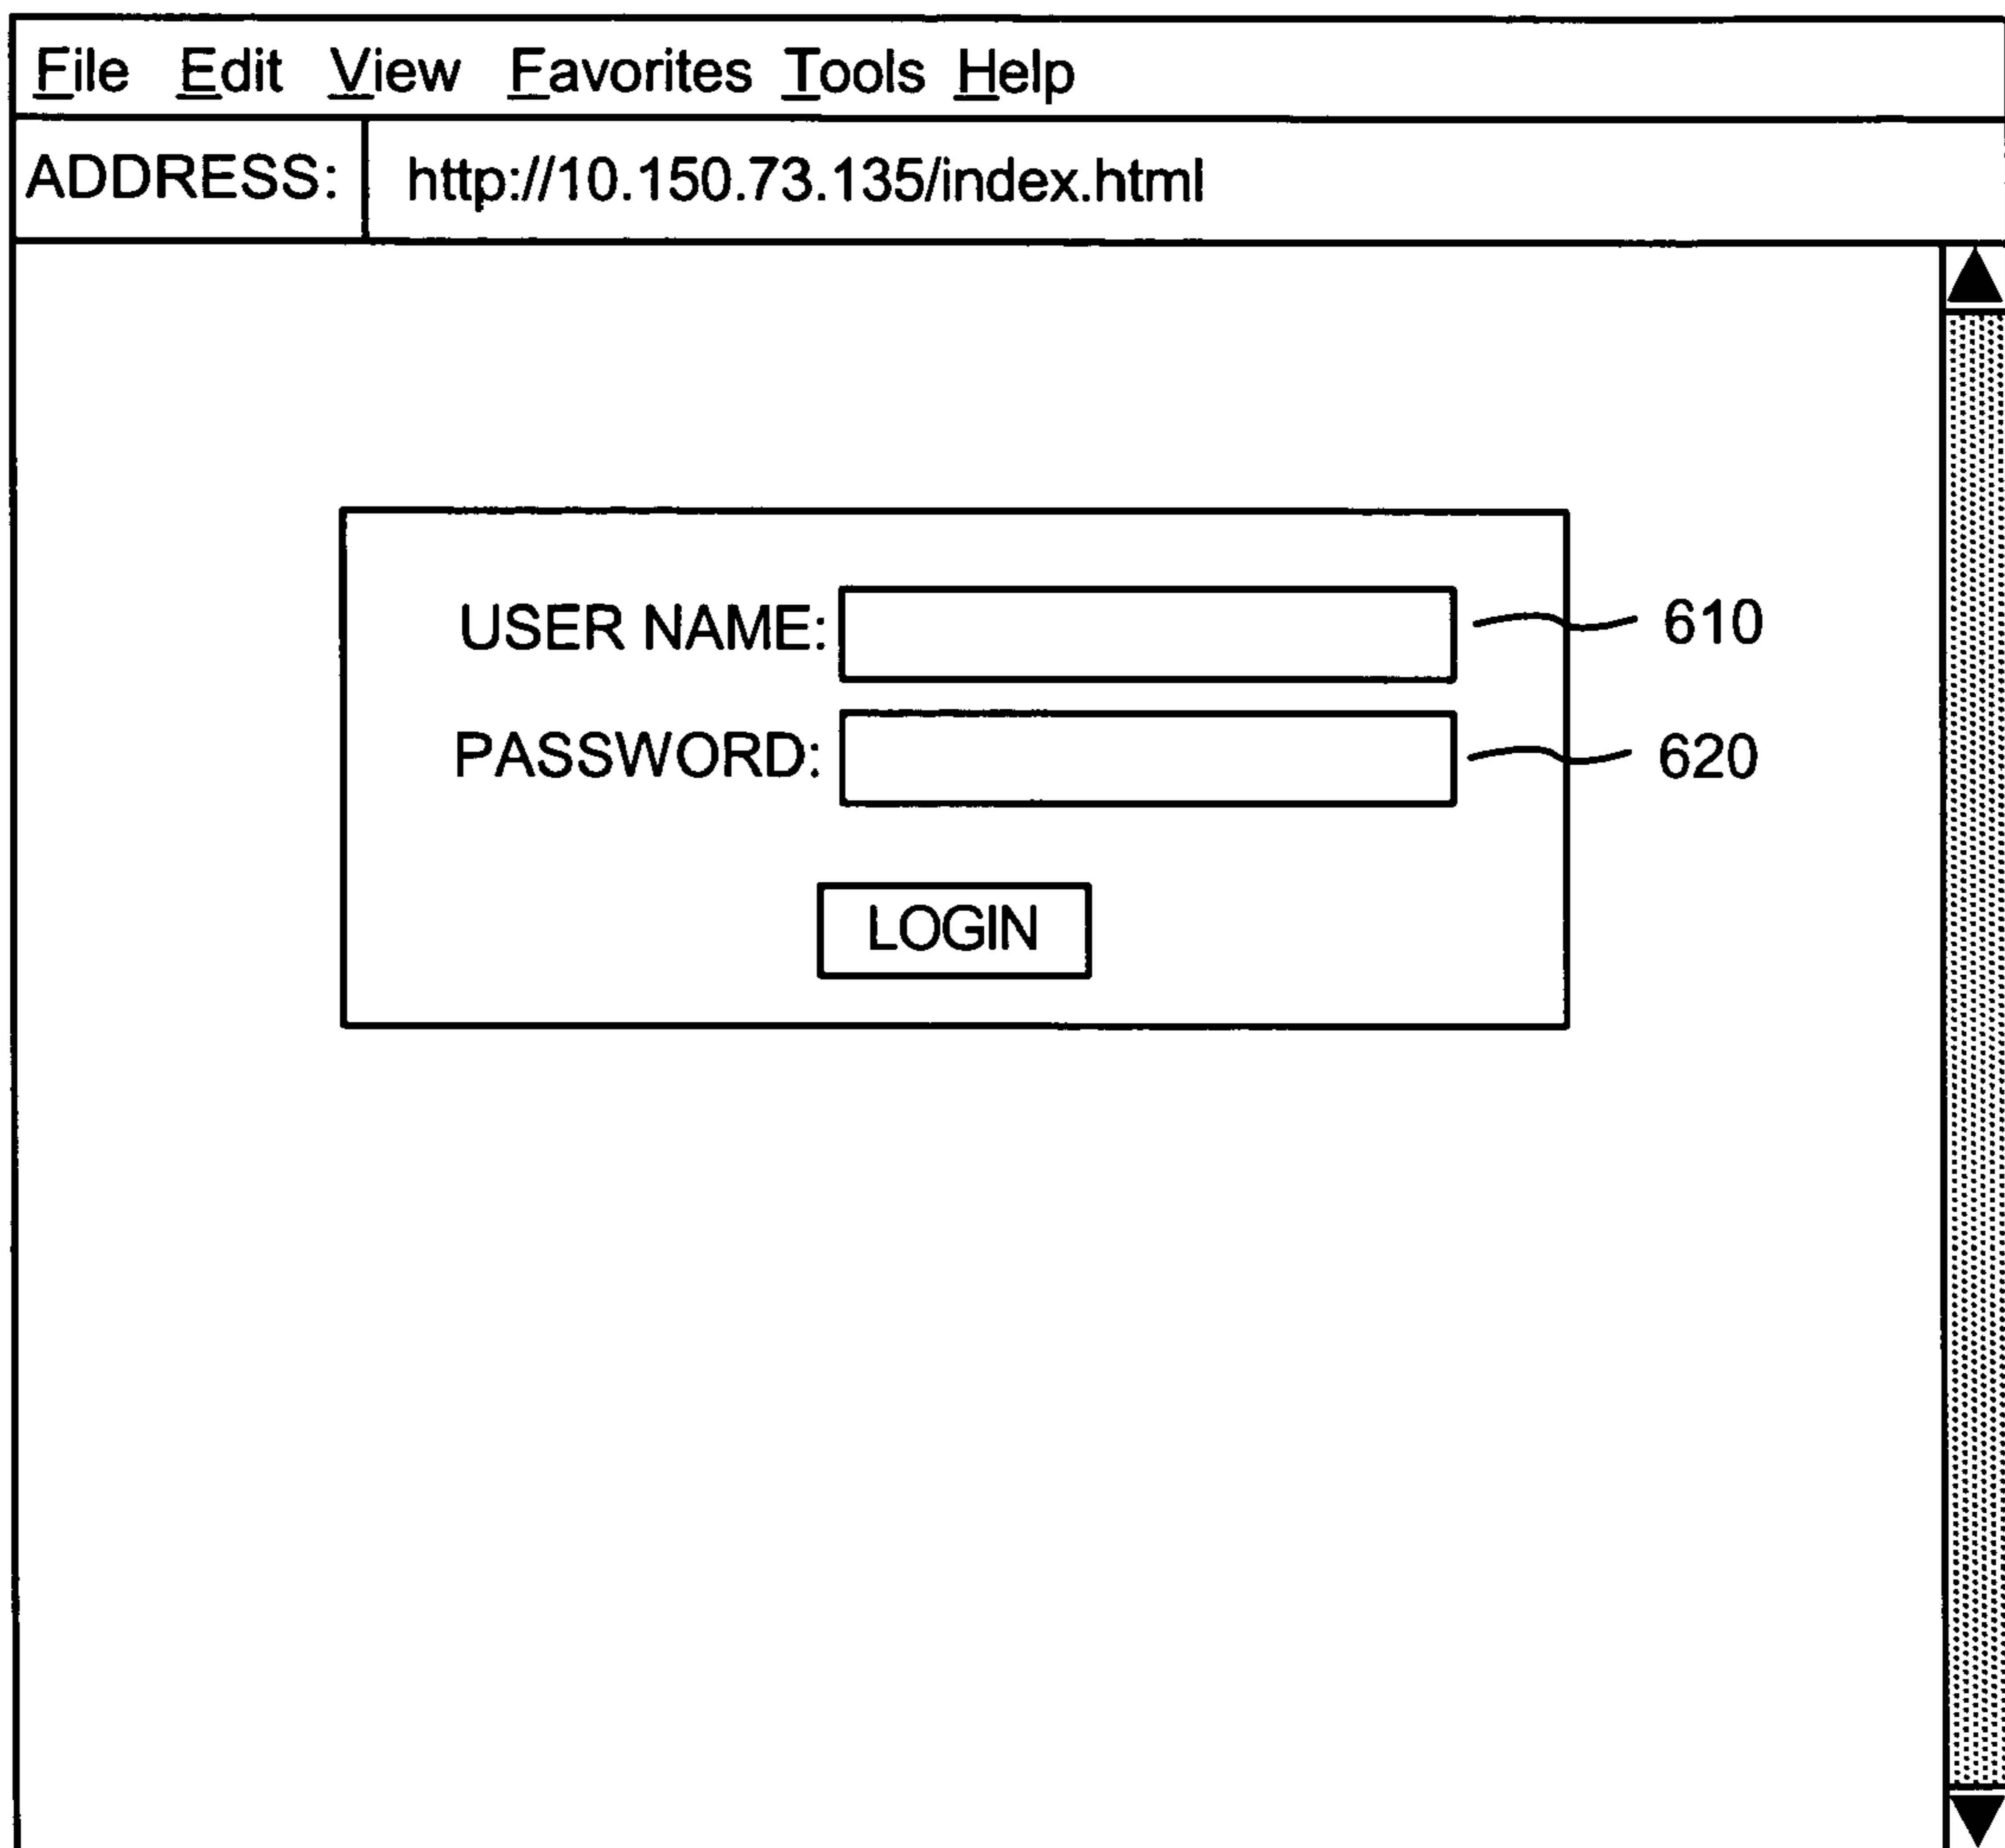 File Edit View Favorites Tools Help
ADDRESS: http://10.150.73.135/index.html
USER NAME: 610
PASSWORD: 620
LOGIN